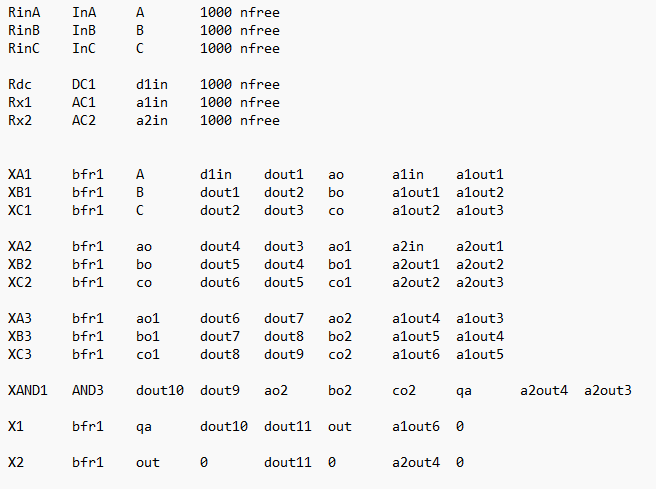 RinA InA A 1000 nfree
RinB InB B 1000 nfree
RinC InC C 1000 nfree
Rdc DC1 d1in 1000 nfree
Rx1 AC1 a1in 1000 nfree
Rx2 AC2 a2in 1000 nfree
XA1 bfr1 A d1in dout1 ao a1in a1out1
XB1 bfr1 B dout1 dout2 bo a1out1 a1out2
XC1 bfr1 C dout2 dout3 co a1out2 a1out3
XA2 bfr1 ao dout4 dout3 ao1 a2in a2out1
XB2 bfr1 bo dout5 dout4 bo1 a2out1 a2out2
XC2 bfr1 co dout6 dout5 co1 a2out2 a2out3
XA3 bfr1 ao1 dout6 dout7 ao2 a1out4 a1out3
XB3 bfr1 bo1 dout7 dout8 bo2 a1out5 a1out4
XC3 bfr1 co1 dout8 dout9 co2 a1out6 a1out5
XAND1 AND3 dout10 dout9 ao2 bo2 co2 qa a2out4 a2out3
X1 bfr1 qa dout10 dout11 out a1out6 0
X2 bfr1 out 0 dout11 0 a2out4 0